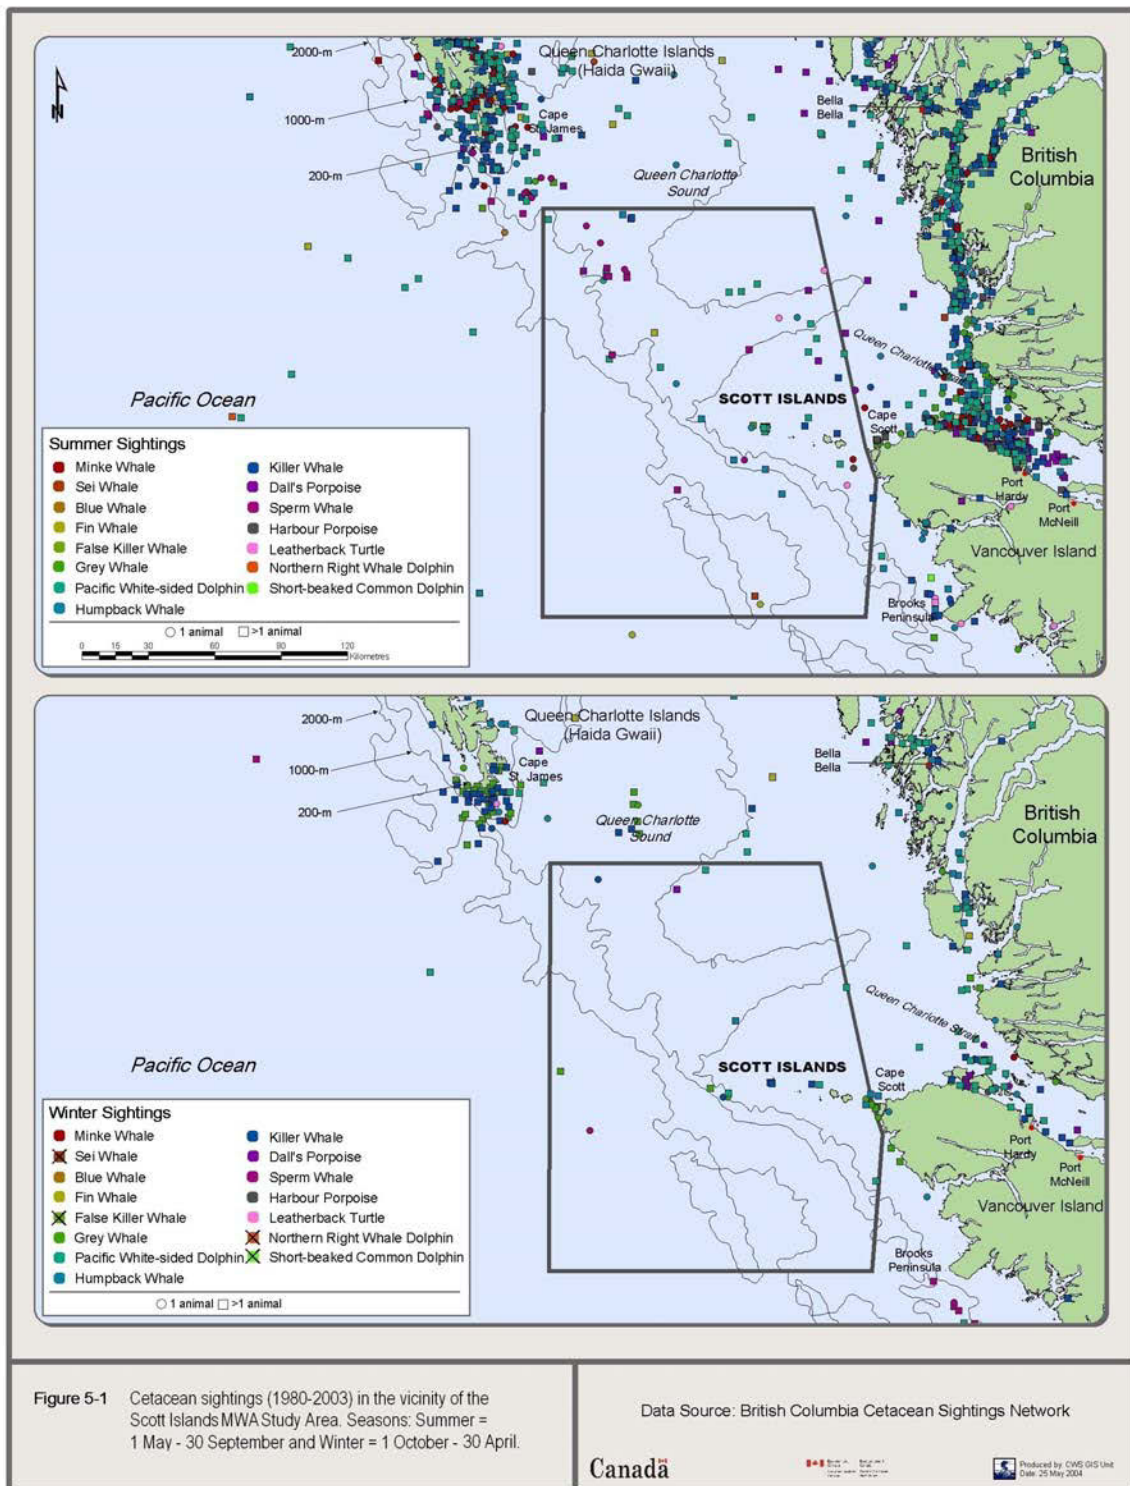 2000-m
1000-m
200-m
N
Queen Charlotte Islands
(Haida Gwaii)
Cape
St. James
Bella
Bella
British
Columbia
Queen Charlotte
Sound
Queen Charlotte Strait
Pacific Ocean
SCOTT ISLANDS
Cape
Scott
Port
Hardy
Port
McNeill
Vancouver Island
Brooks
Peninsula
Summer Sightings
Minke Whale
Sei Whale
Blue Whale
Fin Whale
False Killer Whale
Grey Whale
Pacific White-sided Dolphin
Humpback Whale
Killer Whale
Dall's Porpoise
Sperm Whale
Harbour Porpoise
Leatherback Turtle
Northern Right Whale Dolphin
Short-beaked Common Dolphin
1 animal >1 animal
0 15 30 60 90 120
Kilometres
2000-m
1000-m
200-m
Queen Charlotte Islands
(Haida Gwaii)
Cape
St. James
Bella
Bella
British
Columbia
Queen Charlotte
Sound
Queen Charlotte Strait
Pacific Ocean
SCOTT ISLANDS
Cape
Scott
Port
Hardy
Port
McNeill
Vancouver Island
Brooks
Peninsula
Winter Sightings
Minke Whale
Sei Whale
Blue Whale
Fin Whale
False Killer Whale
Grey Whale
Pacific White-sided Dolphin
Humpback Whale
Killer Whale
Dall's Porpoise
Sperm Whale
Harbour Porpoise
Leatherback Turtle
Northern Right Whale Dolphin
Short-beaked Common Dolphin
1 animal >1 animal
Figure 5-1 Cetacean sightings (1980-2003) in the vicinity of the
Scott Islands MWA Study Area. Seasons: Summer =
1 May - 30 September and Winter = 1 October - 30 April.
Data Source: British Columbia Cetacean Sightings Network
Canada
Produced by: CWS GIS Unit
Date: 25 May 2004